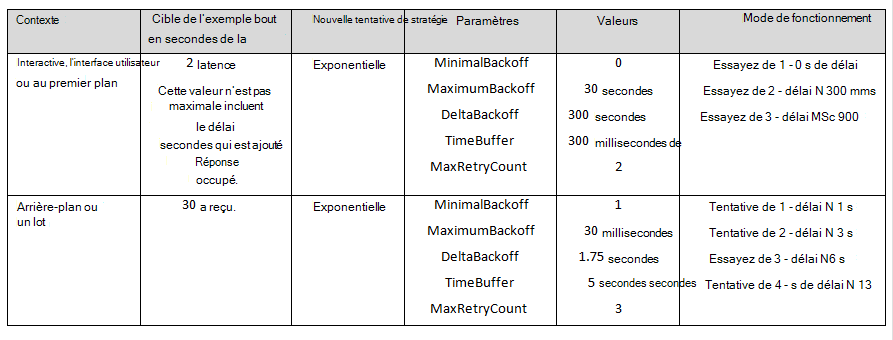 Contexte
Cible de l'exemple bout
en secondes de la
Nouvelle tentative de stratégie
Paramètres
Valeurs
Mode de fonctionnement
Interactive, l'interface utilisateur
ou au premier plan
2 latence
Cette valeur n'est pas
maximale incluent
le délai
secondes qui est ajouté
Réponse
occupé.
Exponentielle
MinimalBackoff
MaximumBackoff
DeltaBackoff
TimeBuffer
MaxRetryCount
0
30 secondes
300 secondes
300 millisecondes de
2
Essayez de 1 - 0 s de délai
Essayez de 2 - délai N 300 mms
Essayez de 3 - délai MSc 900
Arrière-plan ou
un lot
30 a reçu.
Exponentielle
MinimalBackoff
MaximumBackoff
DeltaBackoff
TimeBuffer
MaxRetryCount
1
30 millisecondes
1.75 secondes
5 secondes secondes
3
Tentative de 1 - délai N 1 s
Tentative de 2 - délai N 3 s
Essayez de 3 - délai N6 s
Tentative de 4 - s de délai N 13